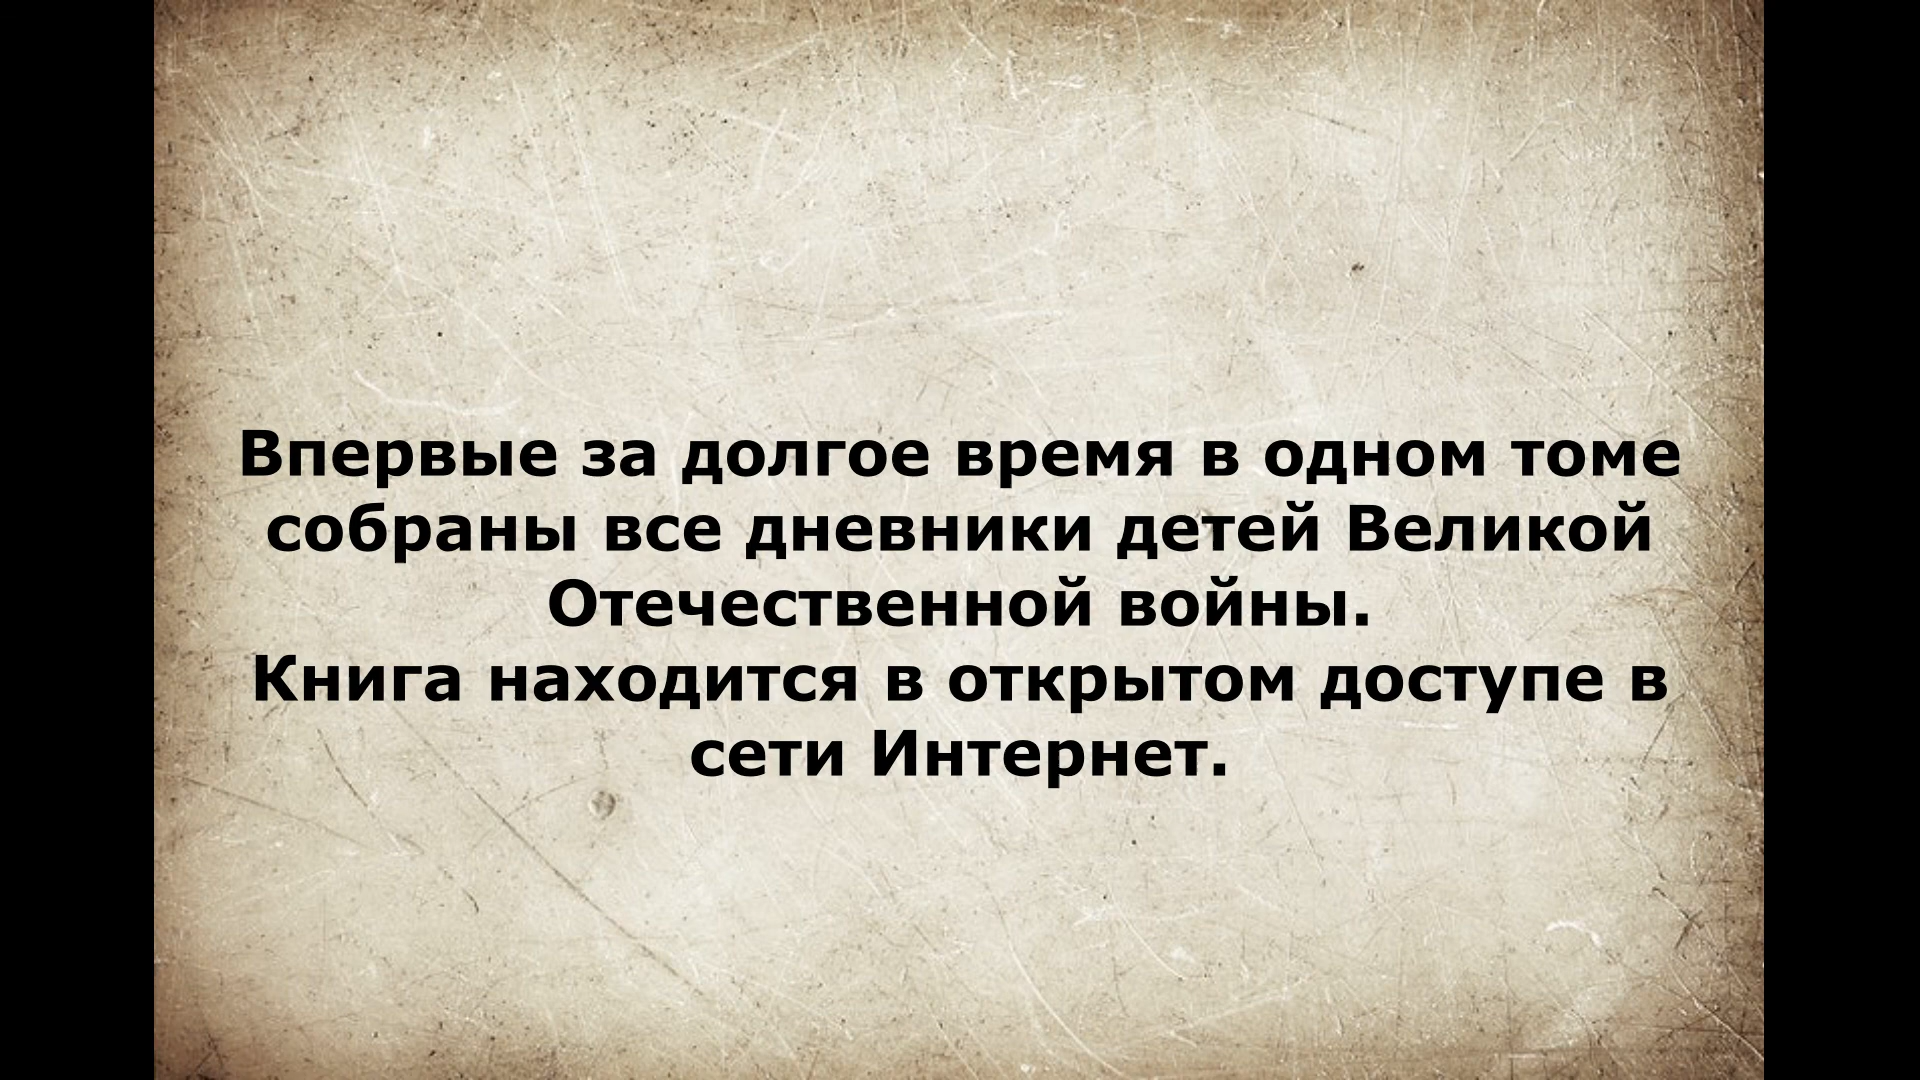 Впервые за долгое время в одном томе
собраны все дневники детей Великой
Отечественной войны.
Книга находится в открытом доступе в
сети Интернет.